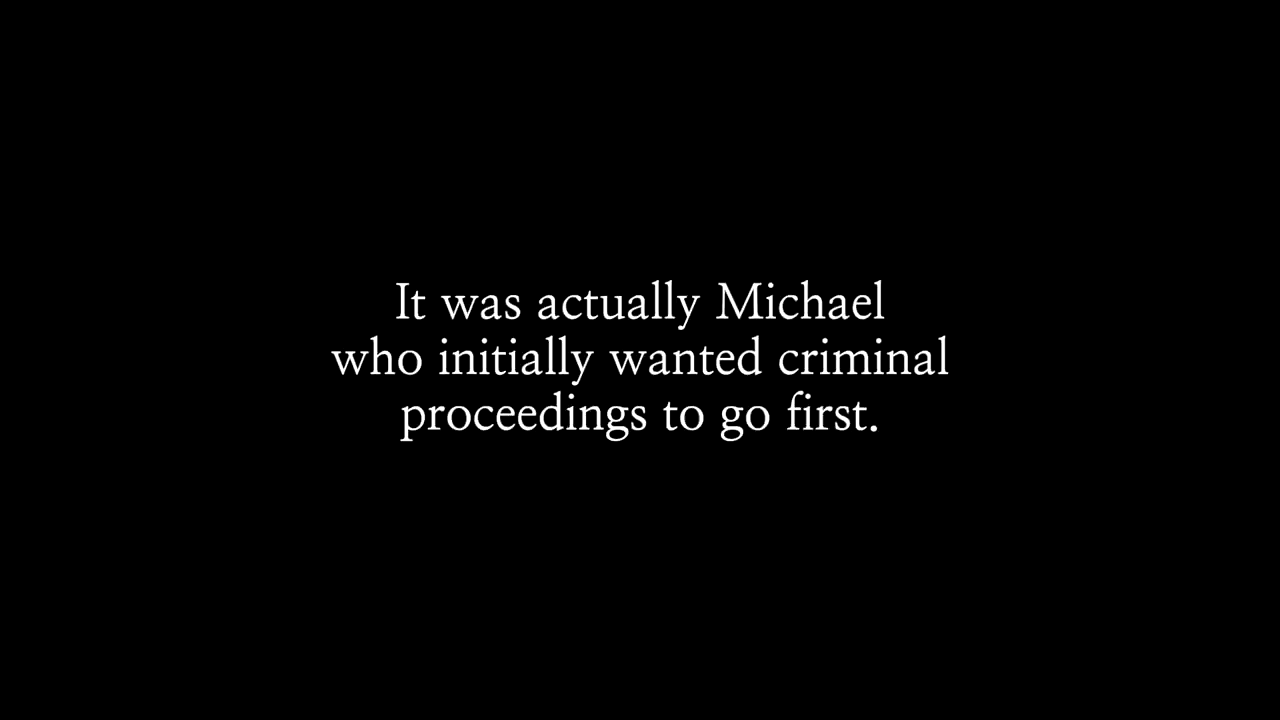 It was actually Michael
who initially wanted criminal
proceedings to go first.